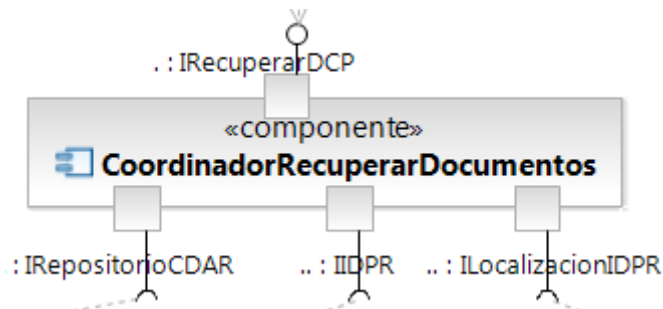 . : IRecuperarDCP
«componente»
CoordinadorRecuperarDocumentos
. : IRepositorioCDAR
.. : IIDPR
.. : ILocalizacionIDPR